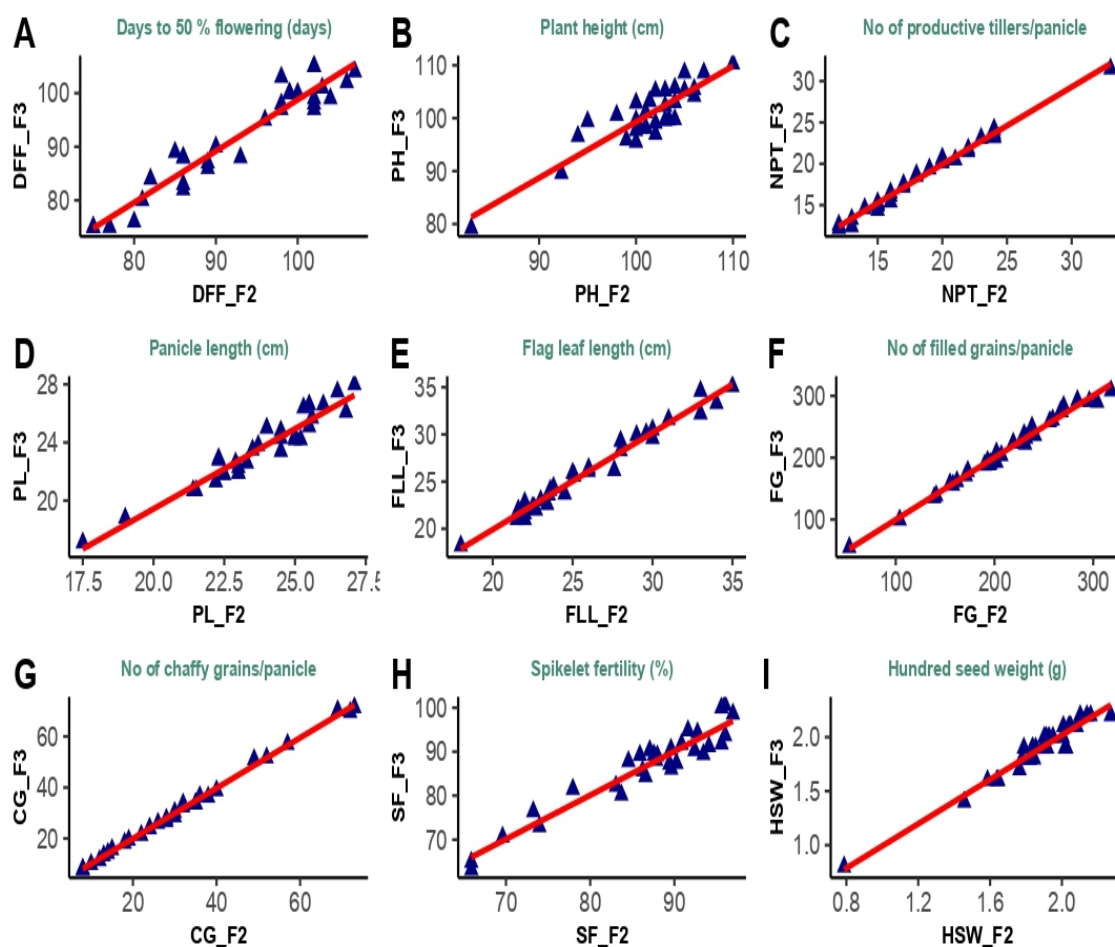 A
Days to 50 % flowering (days)
DFF_F3
100
90
80
80
90
100
DFF_F2
B
Plant height (cm)
PH_F3
110
100
90
80
90
100
110
PH_F2
C
No of productive tillers/panicle
NPT_F3
30
25
20
15
15
20
25
30
NPT_F2
D
Panicle length (cm)
PL_F3
28
26
24
22
20
17.5
20.0
22.5
25.0
27.5
PL_F2
E
Flag leaf length (cm)
FLL_F3
35
30
25
20
20
25
30
35
FLL_F2
F
No of filled grains/panicle
FG_F3
300
200
100
100
200
300
FG_F2
G
No of chaffy grains/panicle
CG_F3
60
40
20
20
40
60
CG_F2
H
Spikelet fertility (%)
SF_F3
100
90
80
70
70
80
90
SF_F2
I
Hundred seed weight (g)
HSW_F3
2.0
1.5
1.0
0.8
1.2
1.6
2.0
HSW_F2